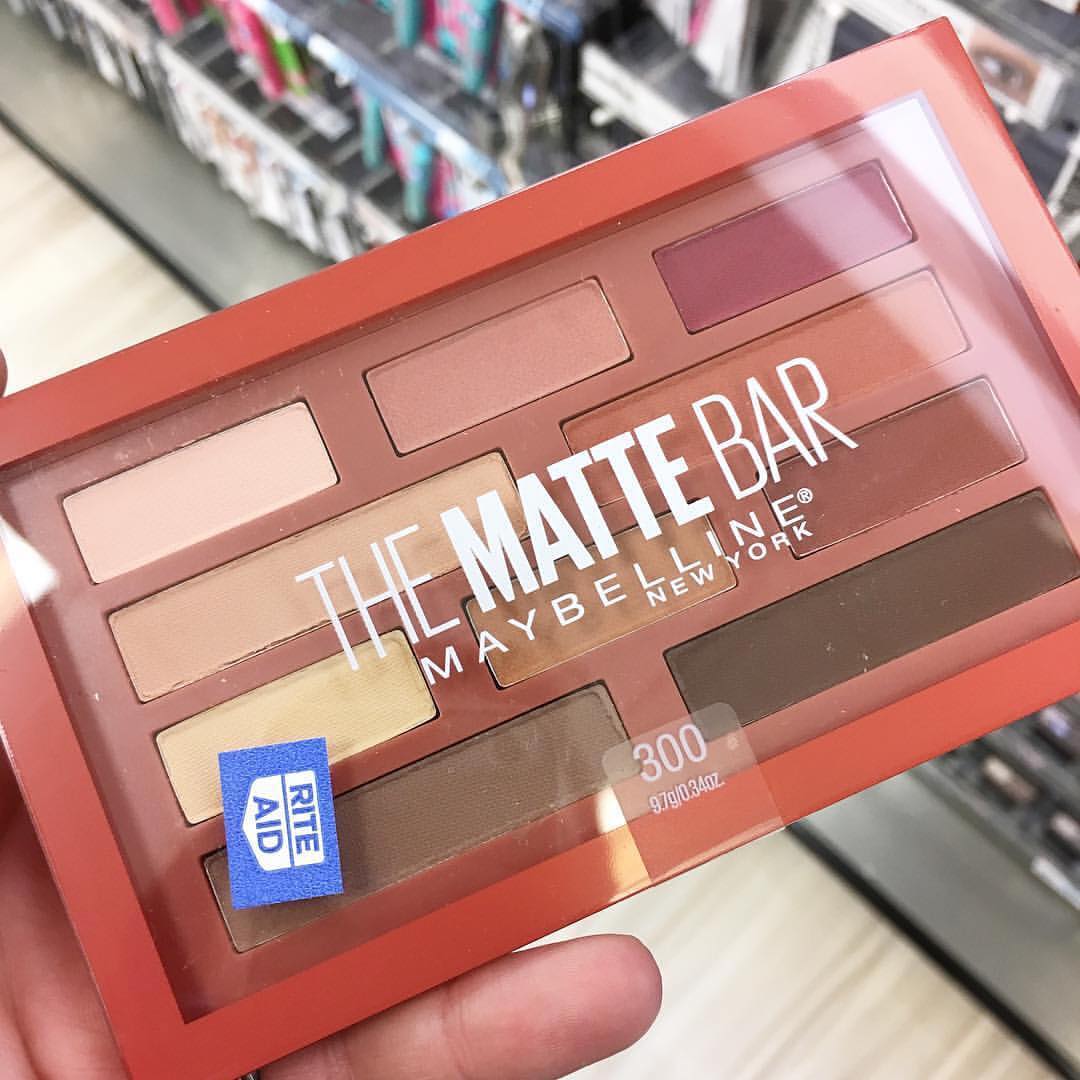 THE MATTE BAR
MAYBELLINE®
NEW YORK
300
9.7g/0.34oz.
RITE
AID